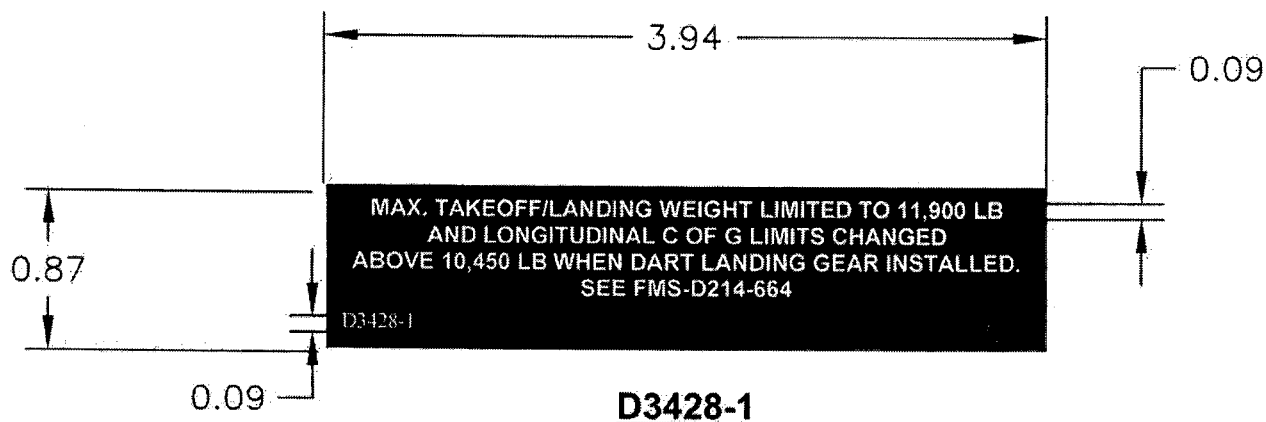 3.94
0.09
MAX. TAKEOFF/LANDING WEIGHT LIMITED TO 11,900 LB
AND LONGITUDINAL C OF G LIMITS CHANGED
ABOVE 10,450 LB WHEN DART LANDING GEAR INSTALLED.
SEE FMS-D214-664
0.87
D3428-1
0.09
D3428-1